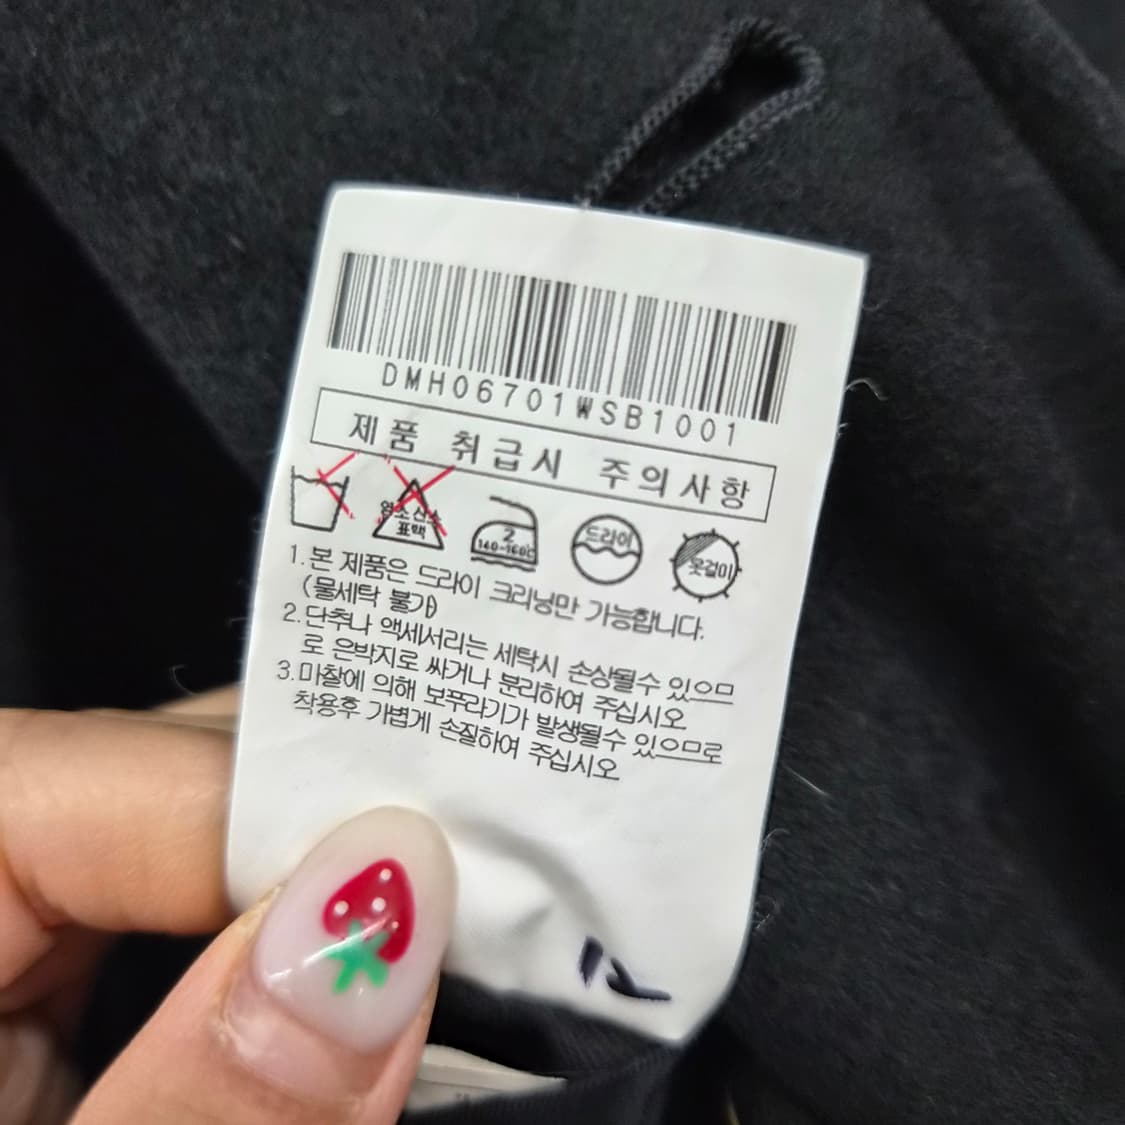 DMH06701WSB1001
제품 취급시 주의사항
염소 산소
표백
2
140~160℃
드라이
옷걸이
1. 본 제품은 드라이 크리닝만 가능합니다.
(물세탁 불가)
2. 단추나 액세서리는 세탁시 손상될수 있으므
로 은박지로 싸거나 분리하여 주십시오
3. 마찰에 의해 보푸라기가 발생될수 있으므로
착용후 가볍게 손질하여 주십시오